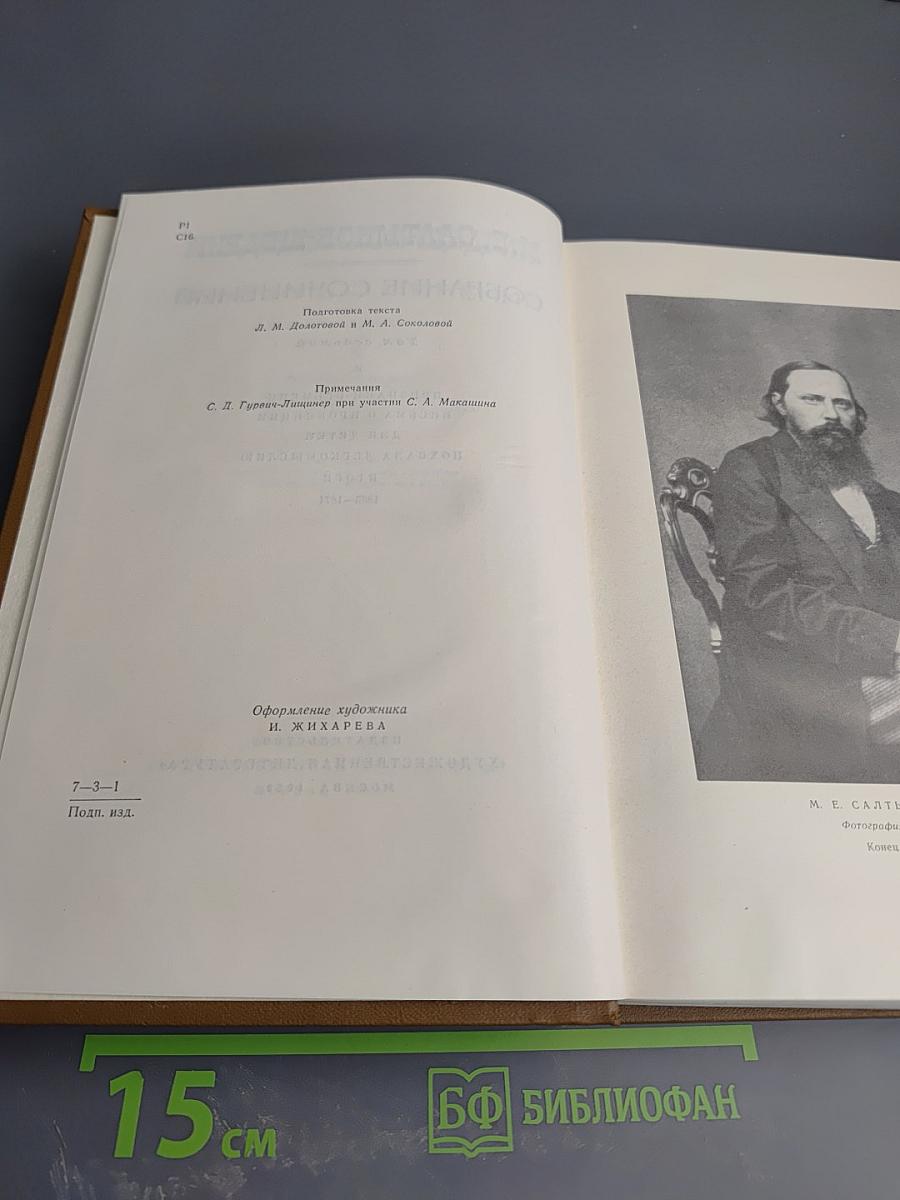 Р1
С16
Подготовка текста
Л. М. Долотовой и М. А. Соколовой
Примечания
С. Д. Гурвич-Лищинер при участии С. А. Макашина
Оформление художника
И. ЖИХАРЕВА
7—3—1
Подп. изд.
М. Е. САЛТЫ
Фотография
Конец
15 см
БФ БИБЛИОФАН